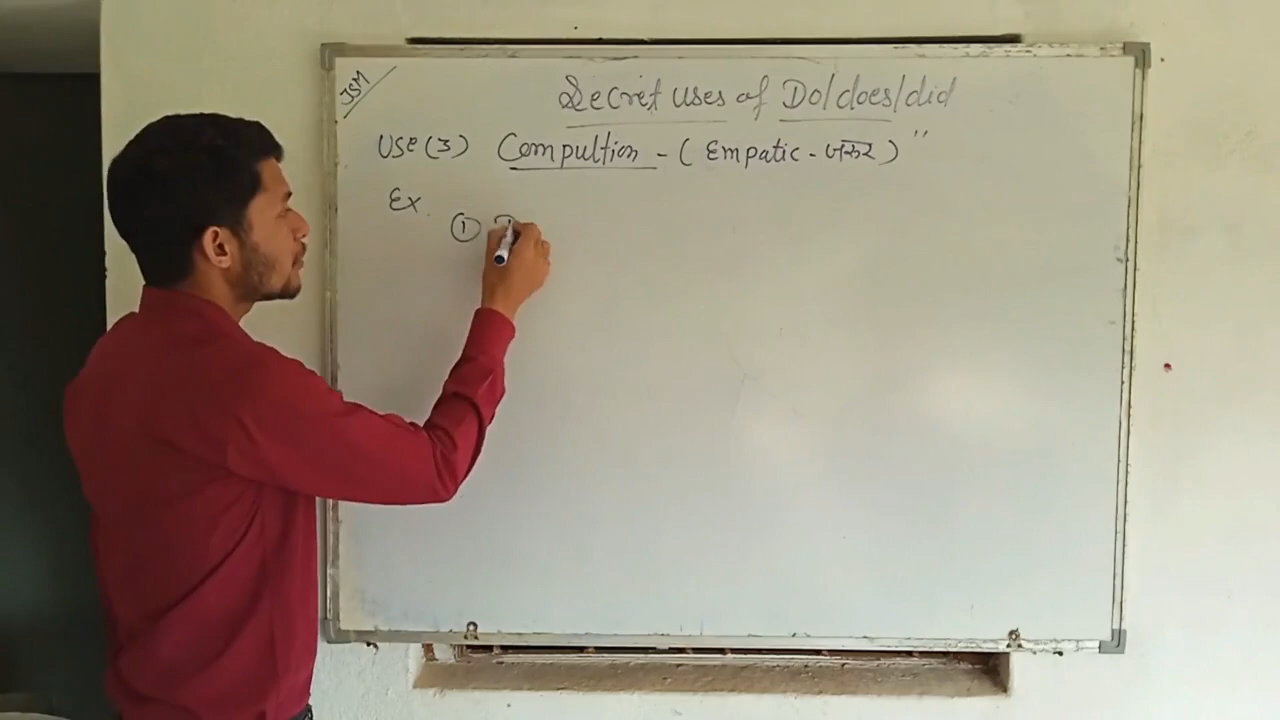 JSM
Secret uses of Do/does/did
Use (3) Compultion - (Empatic - जरूर) "
Ex.
①